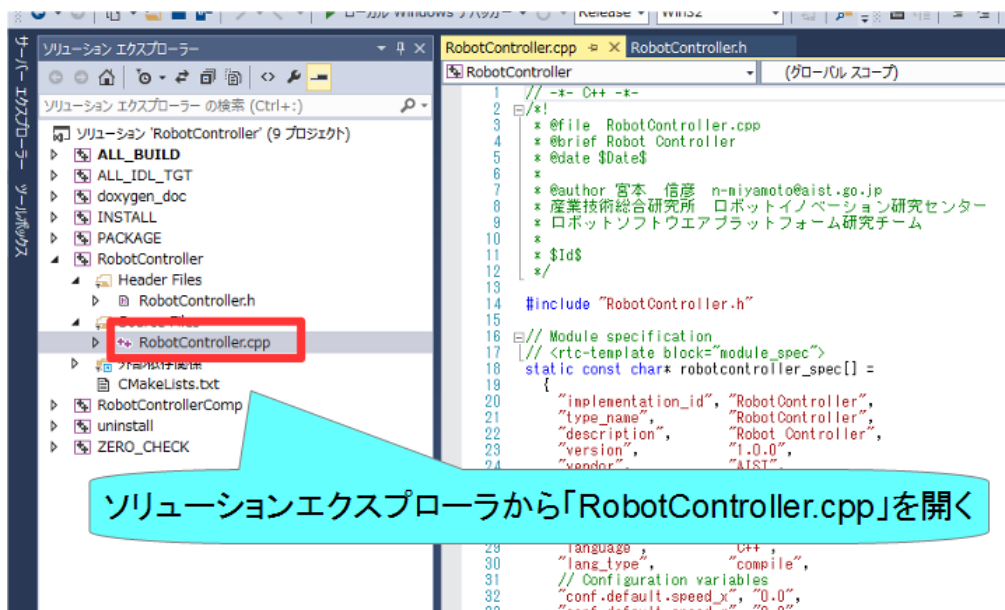 ローカル Windows デバッガー
Release
Win32
サーバー エクスプローラー
ツールボックス
ソリューション エクスプローラー
ソリューション エクスプローラー の検索 (Ctrl+:)
ソリューション 'RobotController' (9 プロジェクト)
ALL_BUILD
ALL_IDL_TGT
doxygen_doc
INSTALL
PACKAGE
RobotController
Header Files
RobotController.h
Source Files
RobotController.cpp
外部依存関係
CMakeLists.txt
RobotControllerComp
uninstall
ZERO_CHECK
ソリューションエクスプローラから「RobotController.cpp」を開く
RobotController.cpp RobotController.h
RobotController (グローバル スコープ)
1 // -*- C++ -*-
2 /*!
3 * @file RobotController.cpp
4 * @brief Robot Controller
5 * @date $Date$
6 *
7 * @author 宮本 信彦 n-miyamoto@aist.go.jp
8 * 産業技術総合研究所 ロボットイノベーション研究センター
9 * ロボットソフトウエアプラットフォーム研究チーム
10 *
11 * $Id$
12 */
13
14 #include "RobotController.h"
15
16 // Module specification
17 // <rtc-template block="module_spec">
18 static const char* robotcontroller_spec[] =
19 {
20 "implementation_id", "RobotController",
21 "type_name", "RobotController",
22 "description", "Robot Controller",
23 "version", "1.0.0",
24 "vendor", "AIST",
29 "language", "C++",
30 "lang_type", "compile",
31 // Configuration variables
32 "conf.default.speed_x", "0.0",